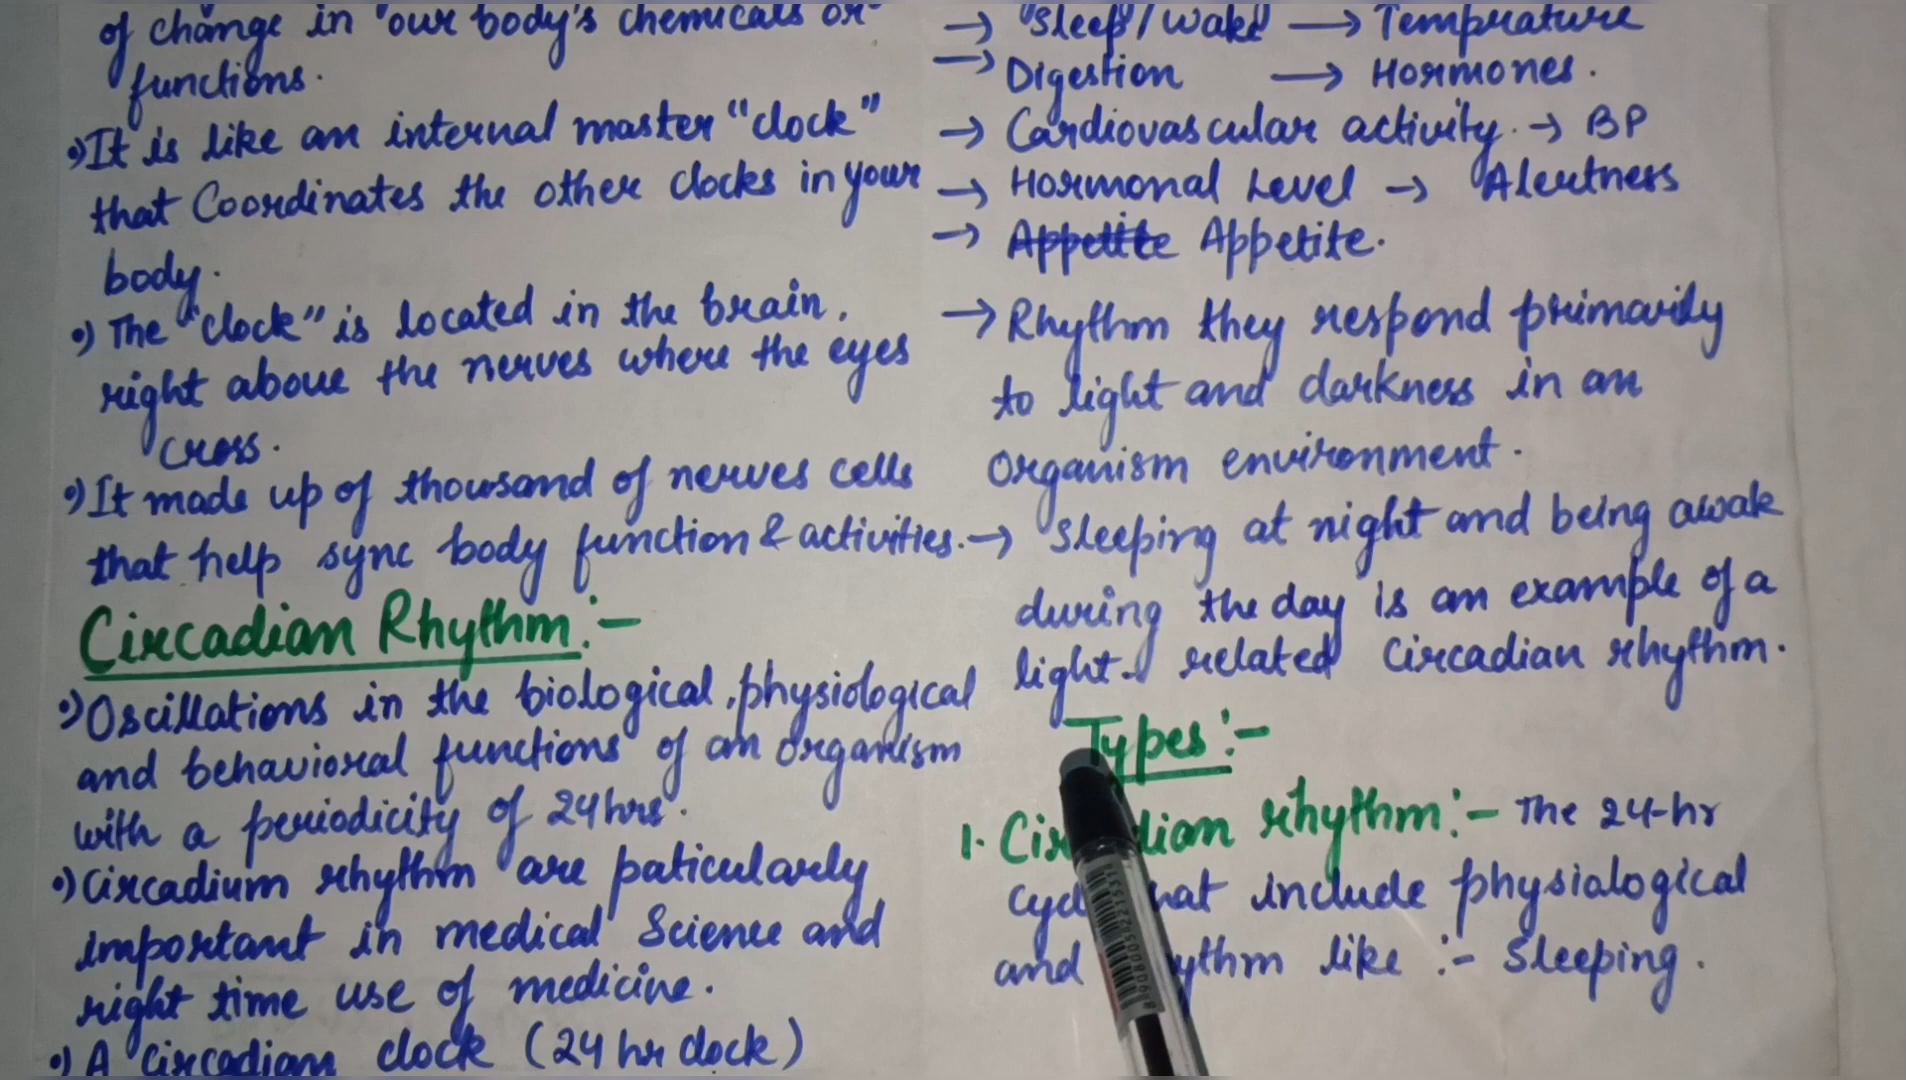 of change in our body's chemicals or
functions.
•) It is like an internal master "clock"
that Coordinates the other clocks in your
body.
•) The "clock" is located in the brain,
right above the nerves where the eyes
cross.
•) It made up of thousand of nerves cells
that help sync body function & activities.
Circadian Rhythm :-
•) Oscillations in the biological, physiological
and behavioral functions of an organism
with a periodicity of 24 hrs.
•) Circadium rhythm are paticularly
important in medical Science and
right time use of medicine.
•) A circadian clock (24 hr clock)
→ Sleep/Wake → Temprature
→ Digestion → Hormones.
→ Cardiovascular activity. → BP
→ Hormonal Level → Alertness
→ Appetite Appetite.
→ Rhythm they respond primarily
to light and darkness in an
Organism environment.
→ Sleeping at night and being awak
during the day is an example of a
light related Circadian rhythm.
Types :-
1. dian rhythm :- The 24-hr
include physialogical
and like :- Sleeping.